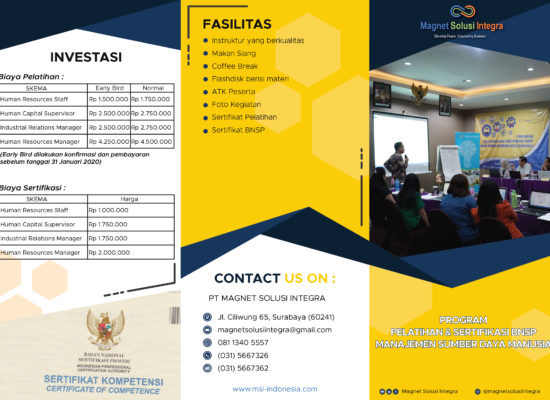 INVESTASI
Biaya Pelatihan :
SKEMA Early Bird Normal
Human Resources Staff Rp 1.500.000 Rp 1.750.000
Human Capital Supervisor Rp 2.500.000 Rp 2.750.000
Industrial Relations Manager Rp 2.500.000 Rp 2.750.000
Human Resources Manager Rp 4.250.000 Rp 4.500.000
(Early Bird dilakukan konfirmasi dan pembayaran
sebelum tanggal 31 Januari 2020)
Biaya Sertifikasi :
SKEMA Harga
Human Resources Staff Rp 1.000.000
Human Capital Supervisor Rp 1.750.000
Industrial Relations Manager Rp 1.750.000
Human Resources Manager Rp 2.000.000
BADAN NASIONAL
SERTIFIKASI PROFESI
INDONESIAN PROFESSIONAL
CERTIFICATION AUTHORITY
SERTIFIKAT KOMPETENSI
CERTIFICATE OF COMPETENCE
FASILITAS
Instruktur yang berkualitas
Makan Siang
Coffee Break
Flashdisk berisi materi
ATK Peserta
Foto Kegiatan
Sertifikat Pelatihan
Sertifikat BNSP
CONTACT US ON :
PT MAGNET SOLUSI INTEGRA
Jl. Ciliwung 65, Surabaya (60241)
magnetsolusiintegra@gmail.com
081 1340 5557
(031) 5667326
(031) 5667362
www.msi-indonesia.com
Magnet Solusi Integra
PROGRAM
PELATIHAN & SERTIFIKASI BNSP
MANAJEMEN SUMBER DAYA MANUSIA
Magnet Solusi Integra
@magnetsolusiintegra